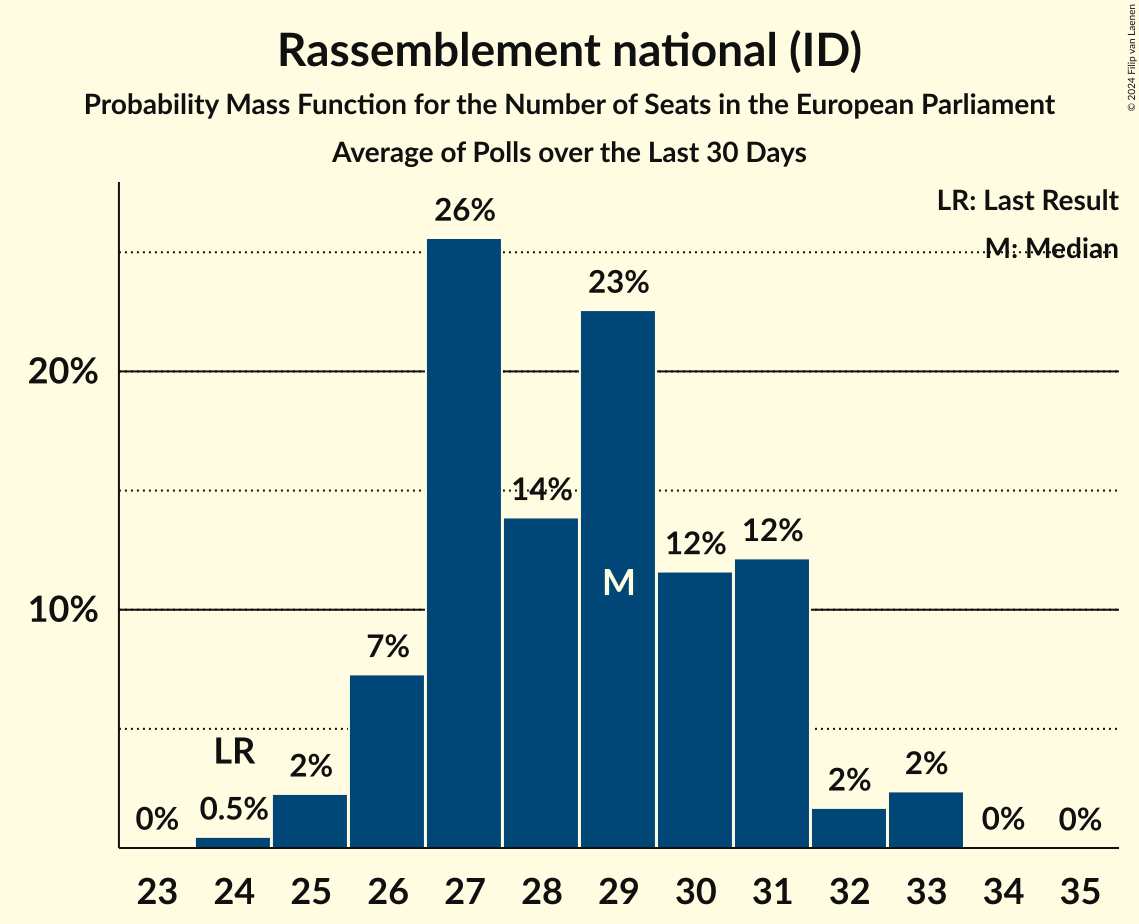 Rassemblement national (ID)
Probability Mass Function for the Number of Seats in the European Parliament
Average of Polls over the Last 30 Days
© 2024 Filip van Laenen
LR: Last Result
M: Median
20%
10%
0%
LR
0.5%
2%
7%
26%
14%
23%
M
12%
12%
2%
2%
0%
0%
23 24 25 26 27 28 29 30 31 32 33 34 35